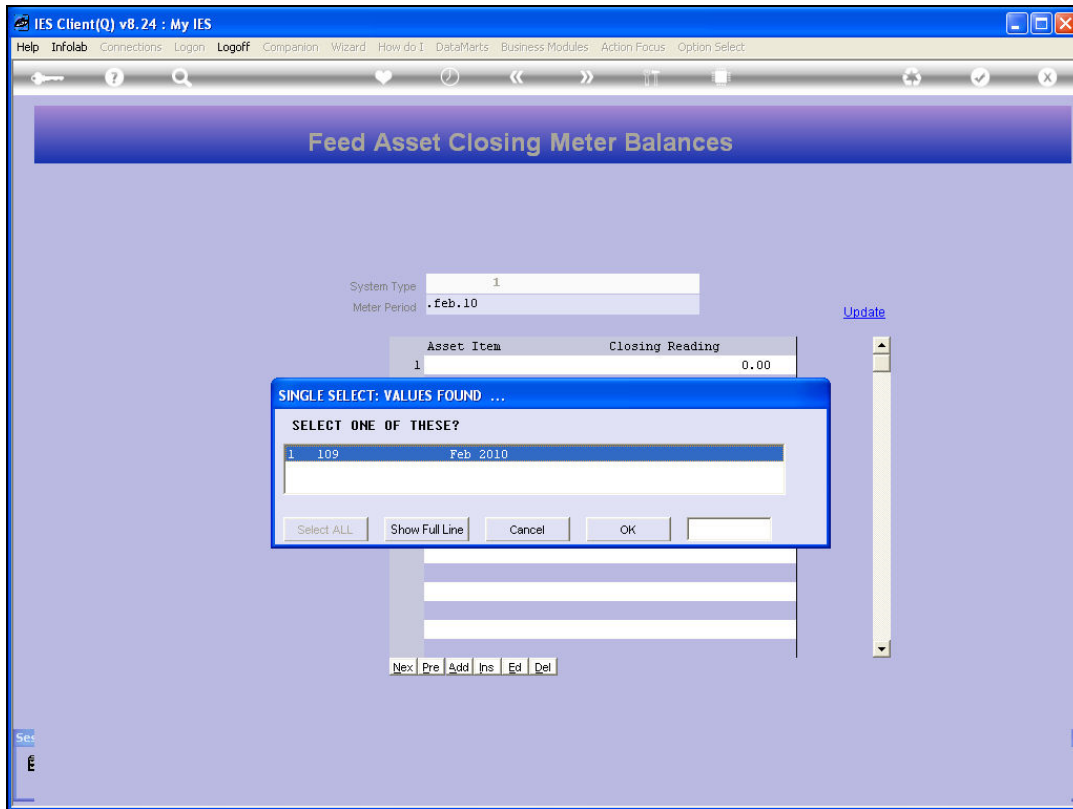 IES Client(Q) v8.24 : My IES
Help Infolab Connections Logon Logoff Companion Wizard How do I DataMarts Business Modules Action Focus Option Select
Feed Asset Closing Meter Balances
System Type 1
Meter Period .feb.10
Update
Asset Item Closing Reading
1 0.00
SINGLE SELECT: VALUES FOUND ...
SELECT ONE OF THESE?
1 109 Feb 2010
Select ALL Show Full Line Cancel OK
Nex Pre Add Ins Ed Del
Ses